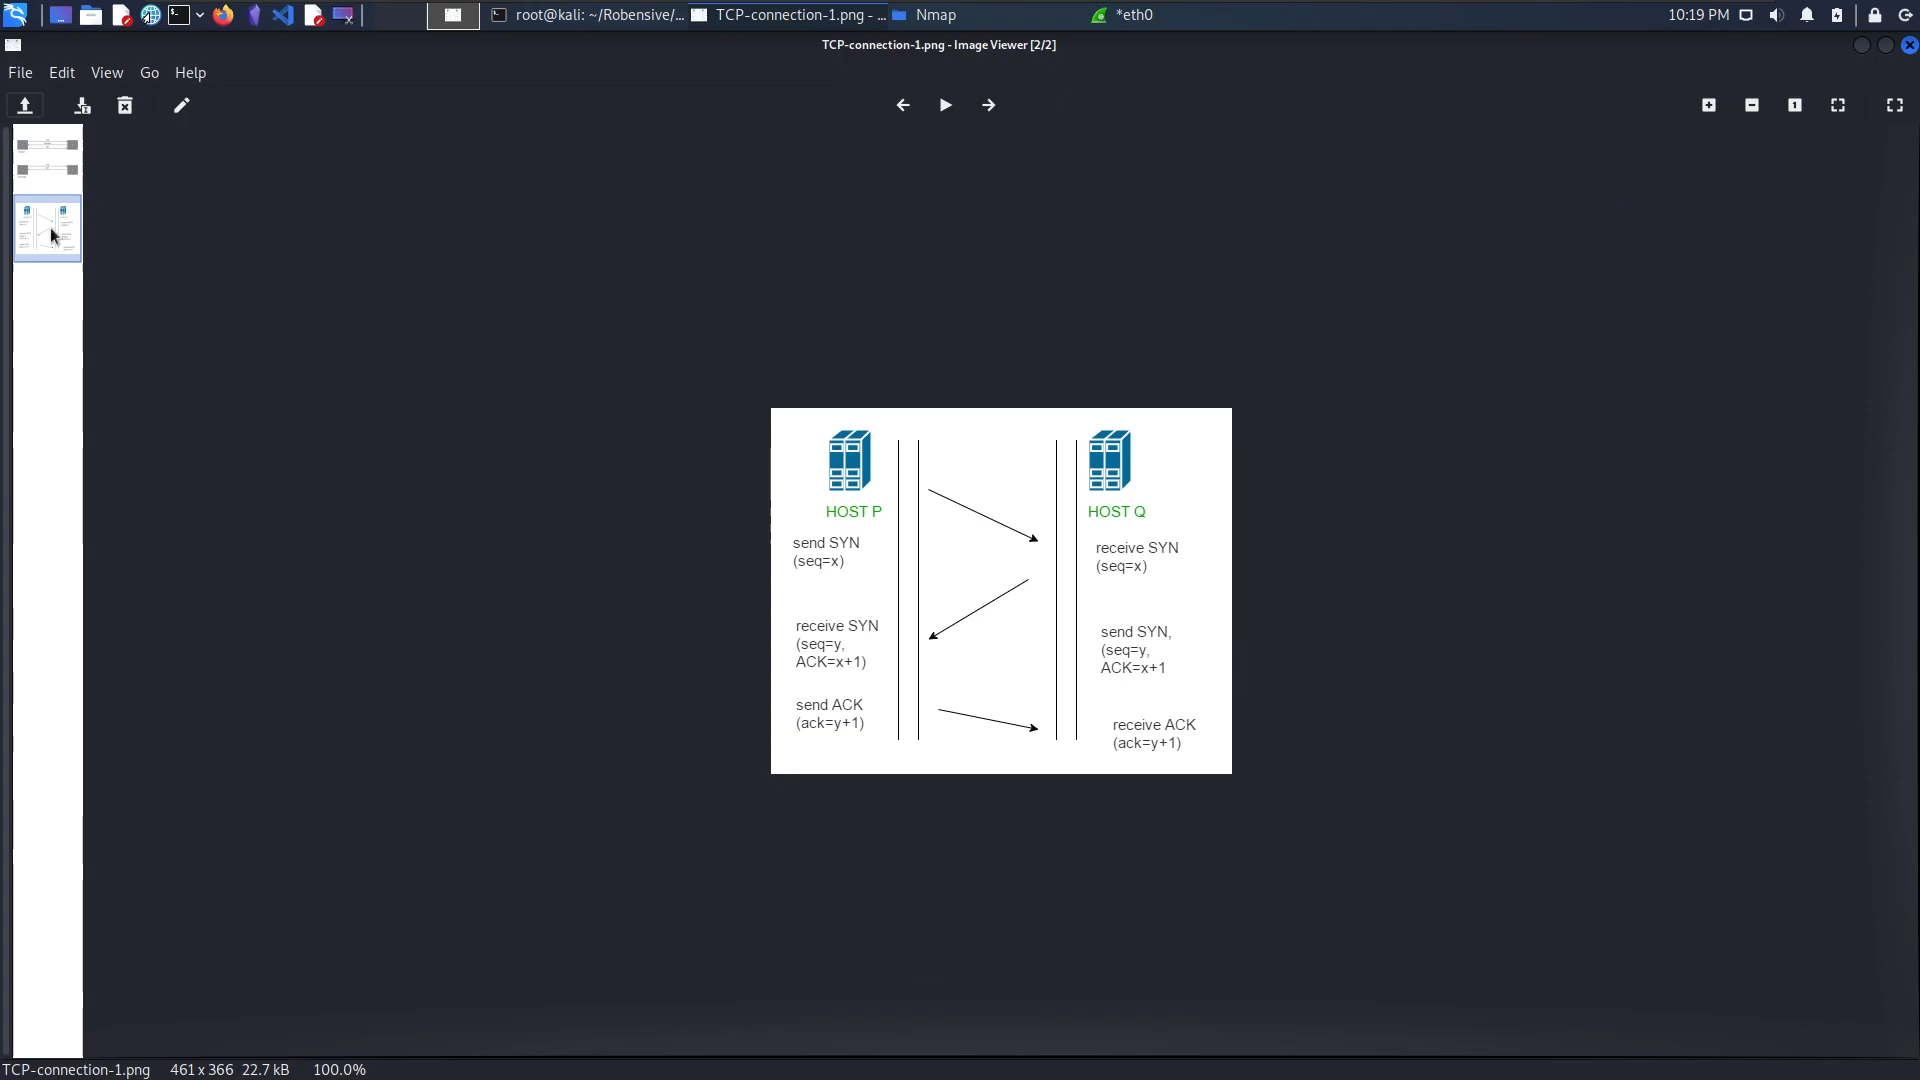 root@kali: ~/Robensive/...
TCP-connection-1.png - ...
Nmap
*eth0
10:19 PM
TCP-connection-1.png - Image Viewer [2/2]
File Edit View Go Help
HOST P
HOST Q
send SYN
(seq=x)
receive SYN
(seq=x)
receive SYN
(seq=y,
ACK=x+1)
send SYN,
(seq=y,
ACK=x+1
send ACK
(ack=y+1)
receive ACK
(ack=y+1)
TCP-connection-1.png 461 x 366 22.7 kB 100.0%